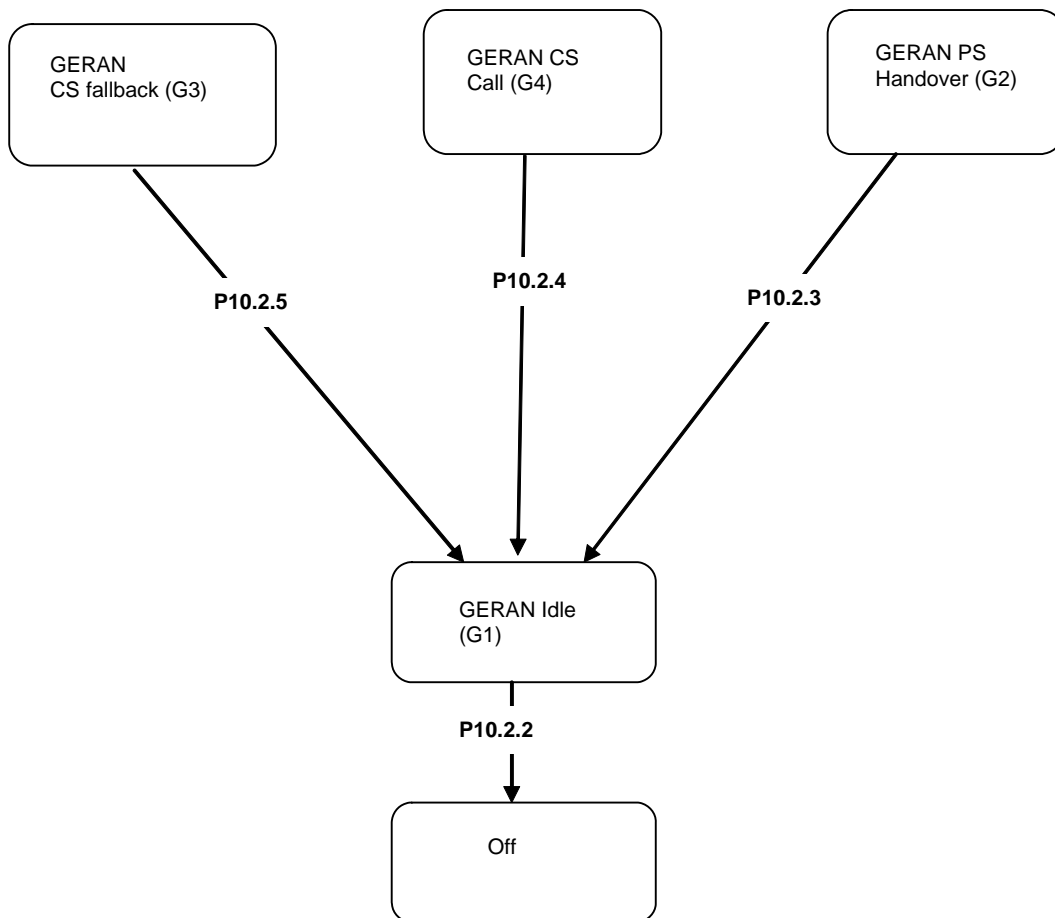 GERAN
CS fallback (G3)
GERAN CS
Call (G4)
GERAN PS
Handover (G2)
P10.2.5
P10.2.4
P10.2.3
GERAN Idle
(G1)
P10.2.2
Off